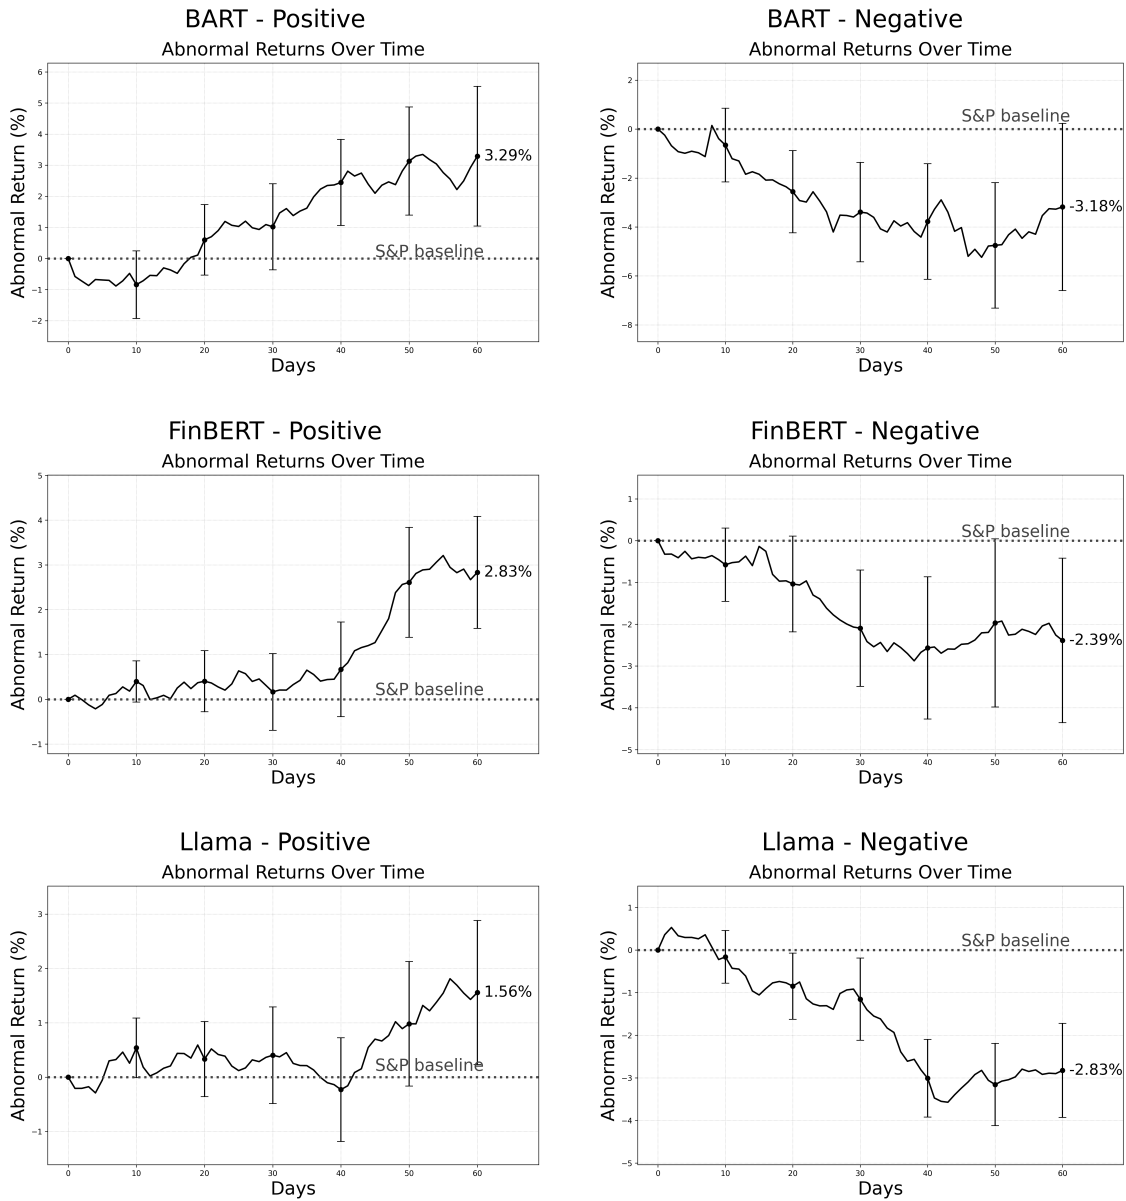 BART - Positive
Abnormal Returns Over Time
Abnormal Return (%)
6
5
4
3
2
1
0
−1
−2
3.29%
S&P baseline
0 10 20 30 40 50 60
Days
BART - Negative
Abnormal Returns Over Time
Abnormal Return (%)
2
0
−2
−4
−6
−8
S&P baseline
-3.18%
0 10 20 30 40 50 60
Days
FinBERT - Positive
Abnormal Returns Over Time
Abnormal Return (%)
5
4
3
2
1
0
−1
2.83%
S&P baseline
0 10 20 30 40 50 60
Days
FinBERT - Negative
Abnormal Returns Over Time
Abnormal Return (%)
1
0
−1
−2
−3
−4
−5
S&P baseline
-2.39%
0 10 20 30 40 50 60
Days
Llama - Positive
Abnormal Returns Over Time
Abnormal Return (%)
3
2
1
0
−1
1.56%
S&P baseline
0 10 20 30 40 50 60
Days
Llama - Negative
Abnormal Returns Over Time
Abnormal Return (%)
1
0
−1
−2
−3
−4
−5
S&P baseline
-2.83%
0 10 20 30 40 50 60
Days